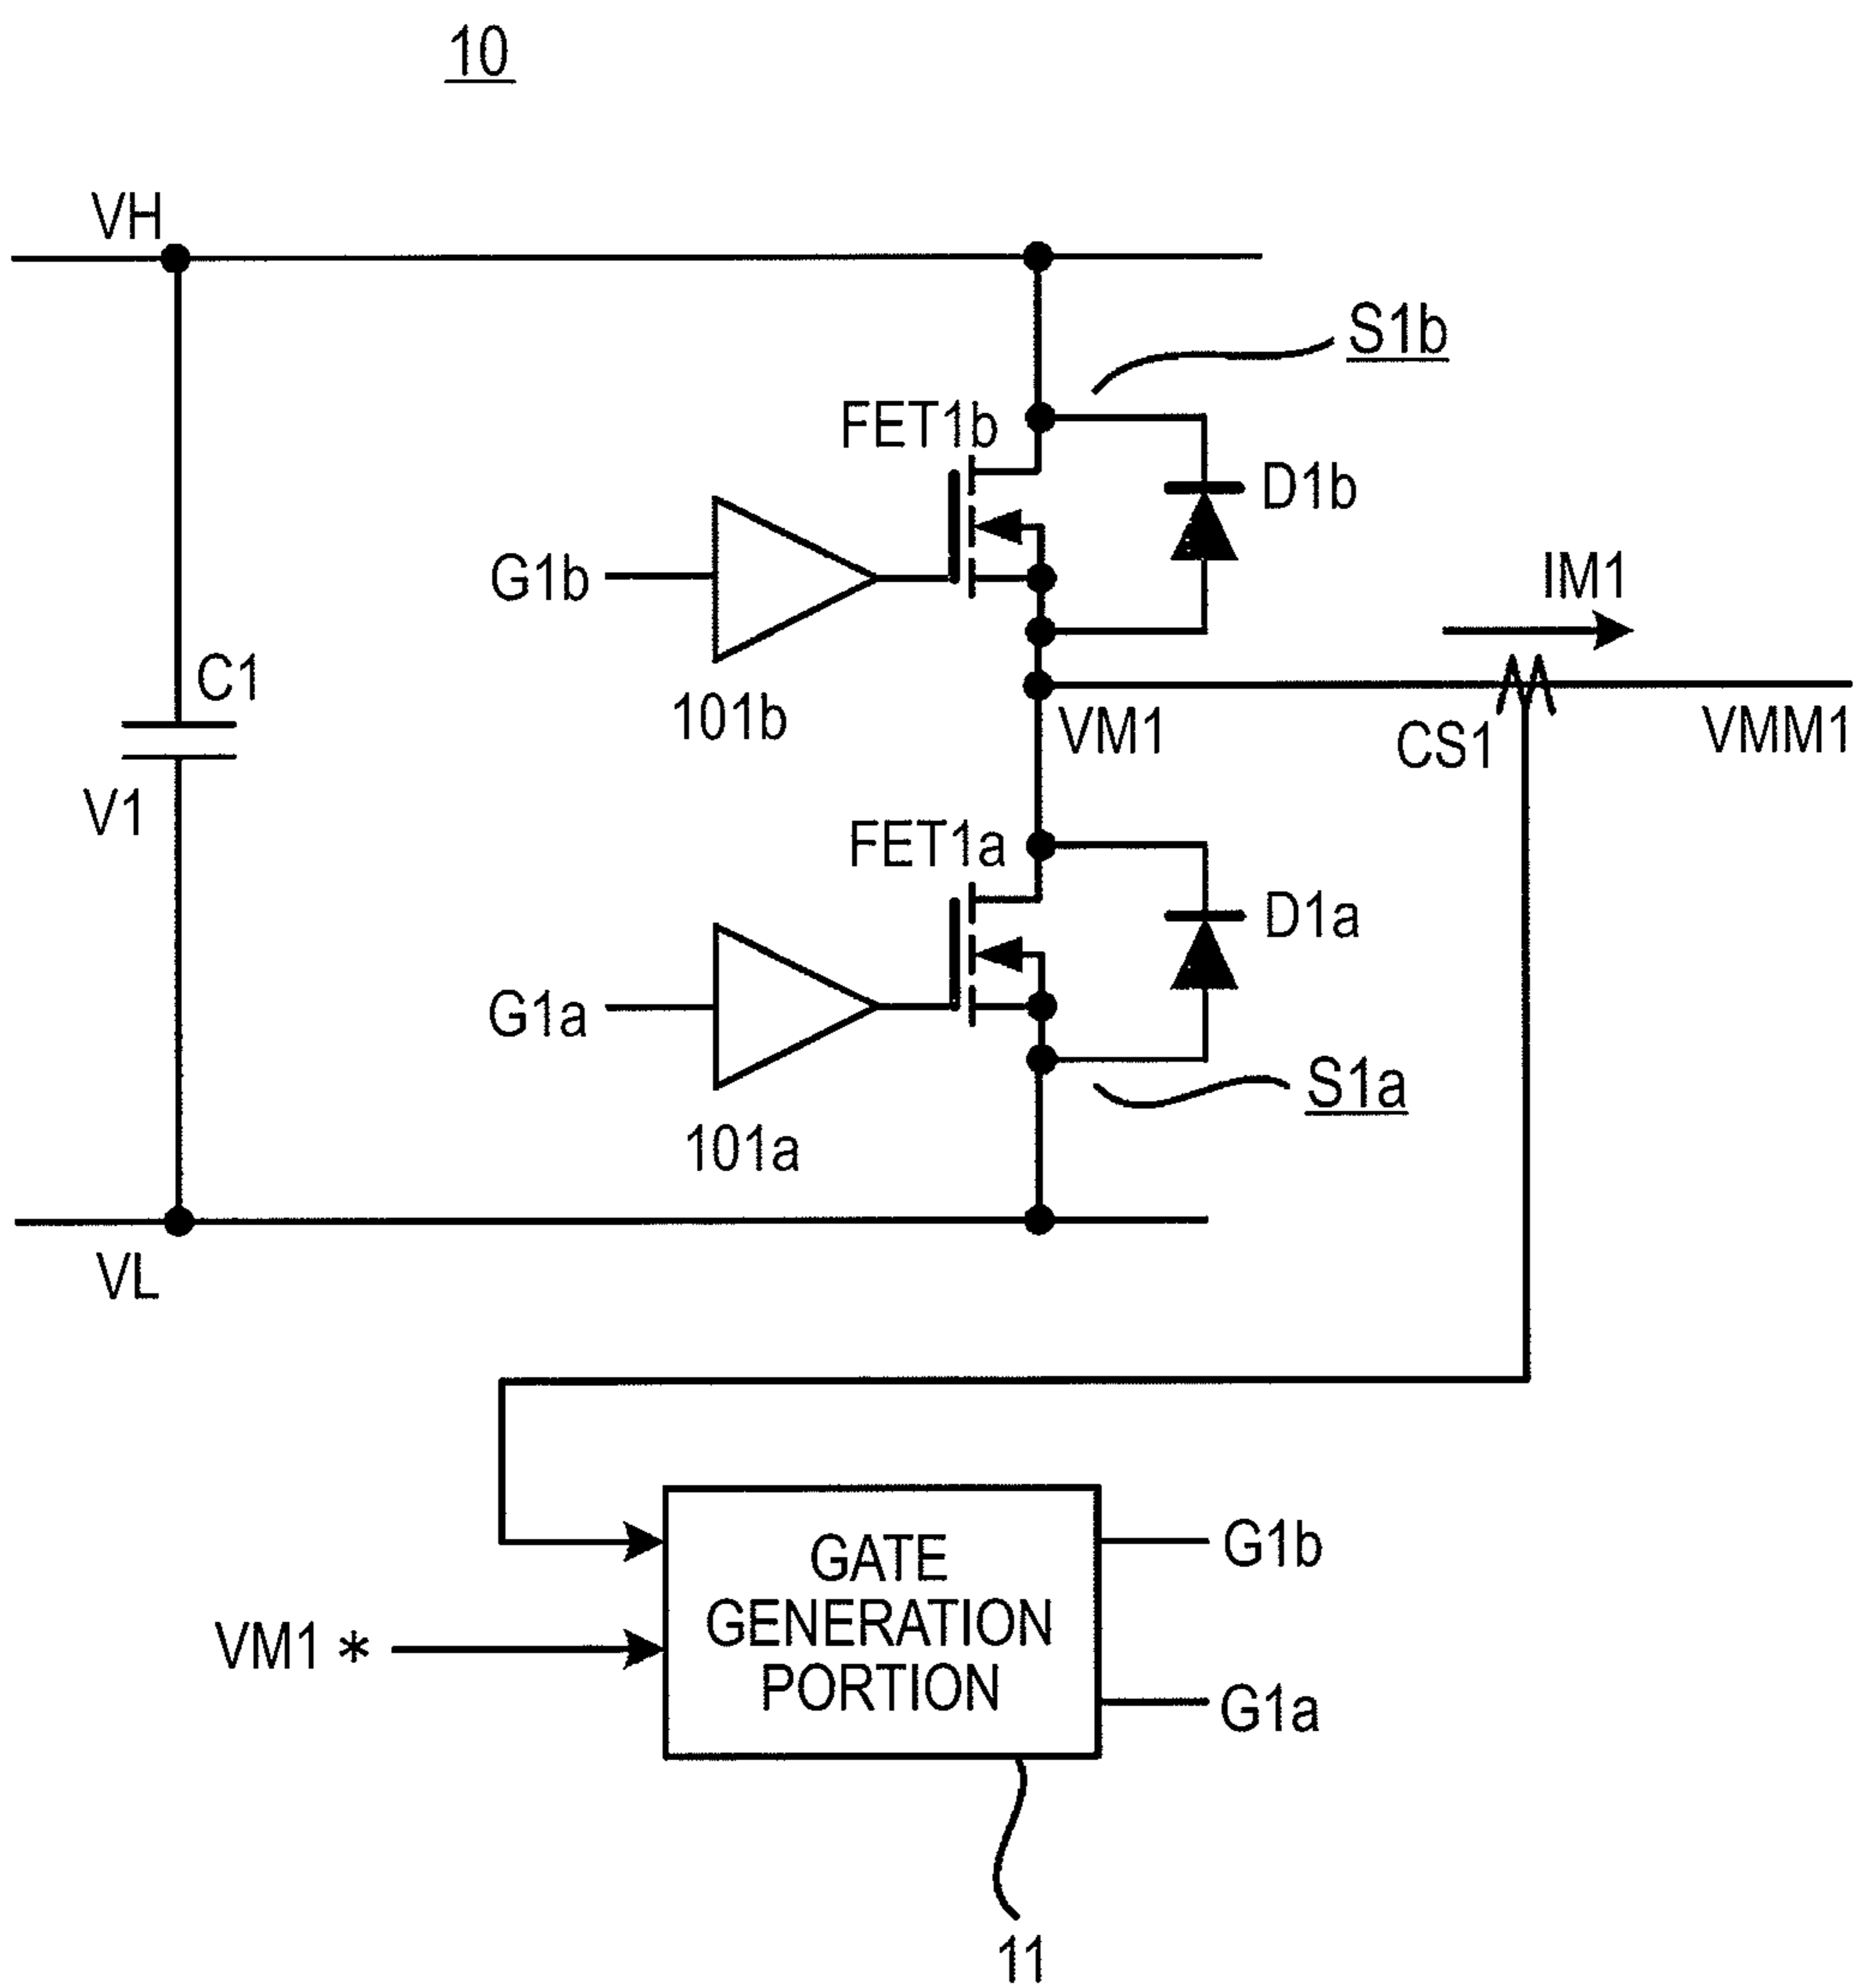 10
VH
S1b
FET1b
D1b
G1b
IM1
C1
101b
VM1
CS1
VMM1
V1
FET1a
D1a
G1a
S1a
101a
VL
GATE
GENERATION
PORTION
G1b
VM1 *
G1a
11